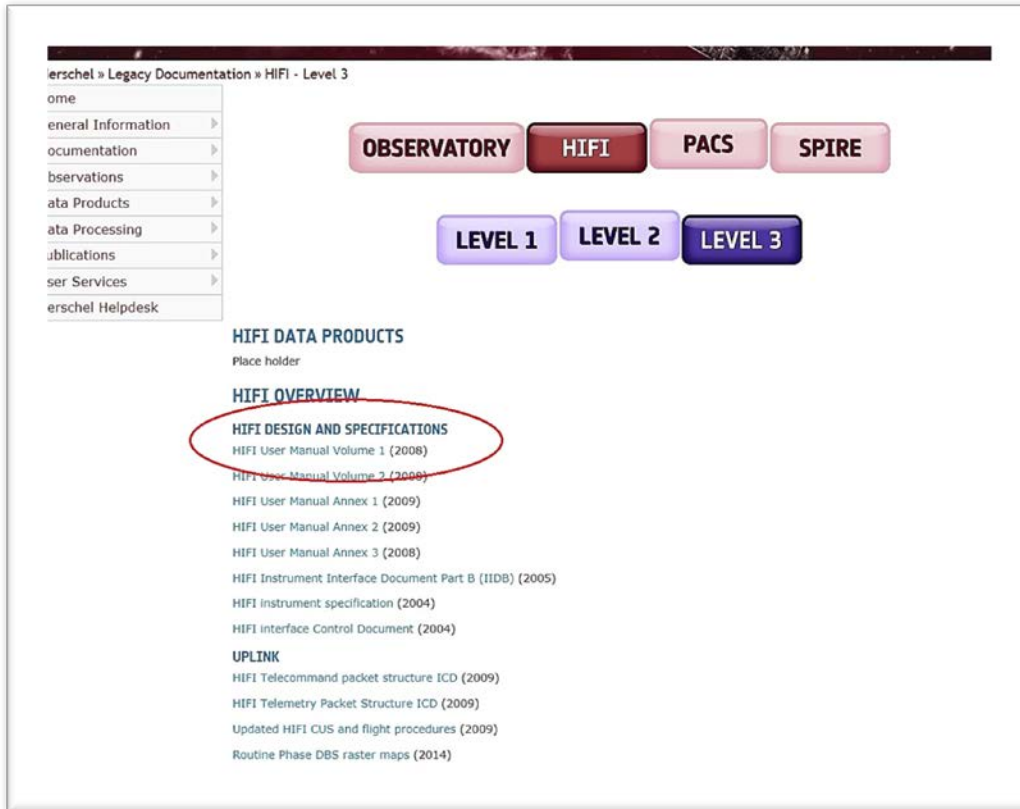 erschel » Legacy Documentation » HIFI - Level 3
ome
eneral Information
ocumentation
bservations
ata Products
ata Processing
ublications
ser Services
erschel Helpdesk
OBSERVATORY HIFI PACS SPIRE
LEVEL 1 LEVEL 2 LEVEL 3
HIFI DATA PRODUCTS
Place holder
HIFI OVERVIEW
HIFI DESIGN AND SPECIFICATIONS
HIFI User Manual Volume 1 (2008)
HIFI User Manual Volume 2 (2008)
HIFI User Manual Annex 1 (2009)
HIFI User Manual Annex 2 (2009)
HIFI User Manual Annex 3 (2008)
HIFI Instrument Interface Document Part B (IIDB) (2005)
HIFI instrument specification (2004)
HIFI interface Control Document (2004)
UPLINK
HIFI Telecommand packet structure ICD (2009)
HIFI Telemetry Packet Structure ICD (2009)
Updated HIFI CUS and flight procedures (2009)
Routine Phase DBS raster maps (2014)